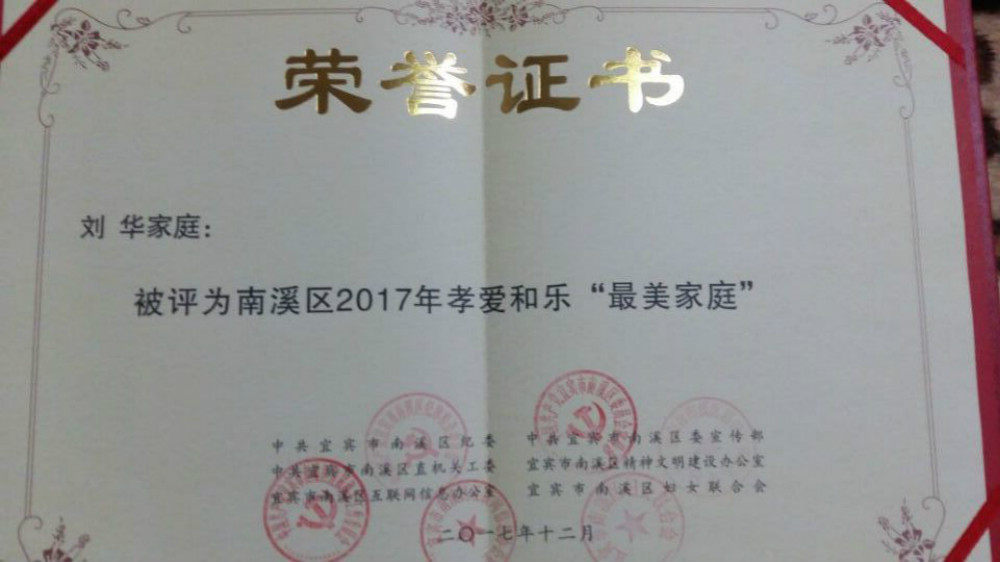 荣誉证书
刘 华家庭：
被评为南溪区2017年孝爱和乐“最美家庭”
中共宜宾市南溪区纪委
中共宜宾市南溪区直机关工委
宜宾市南溪区互联网信息办公室
中共宜宾市南溪区委宣传部
宜宾市南溪区精神文明建设办公室
宜宾市南溪区妇女联合会
二〇一七年十二月